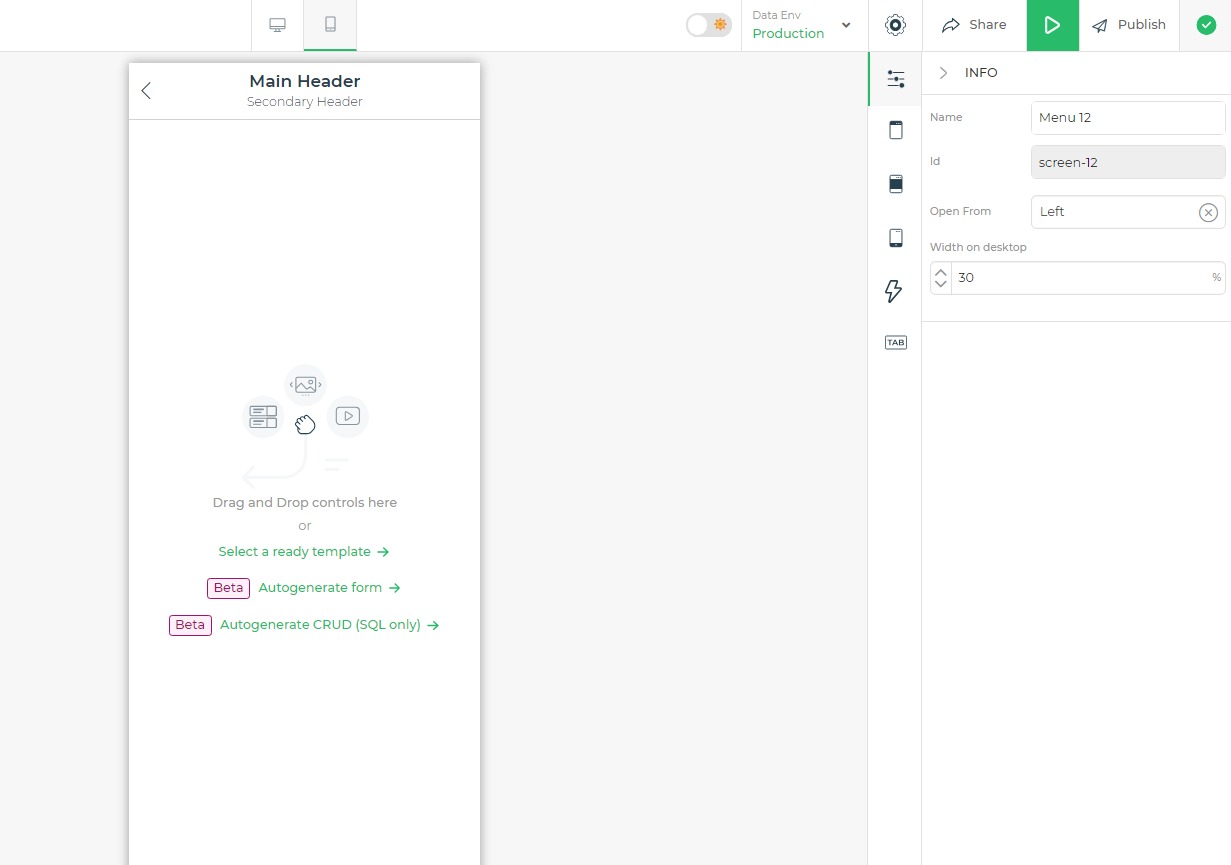 Data Env
Production
Share
Publish
Main Header
Secondary Header
Drag and Drop controls here
or
Select a ready template
Beta Autogenerate form
Beta Autogenerate CRUD (SQL only)
TAB
INFO
Name
Menu 12
Id
screen-12
Open From
Left
Width on desktop
30
%